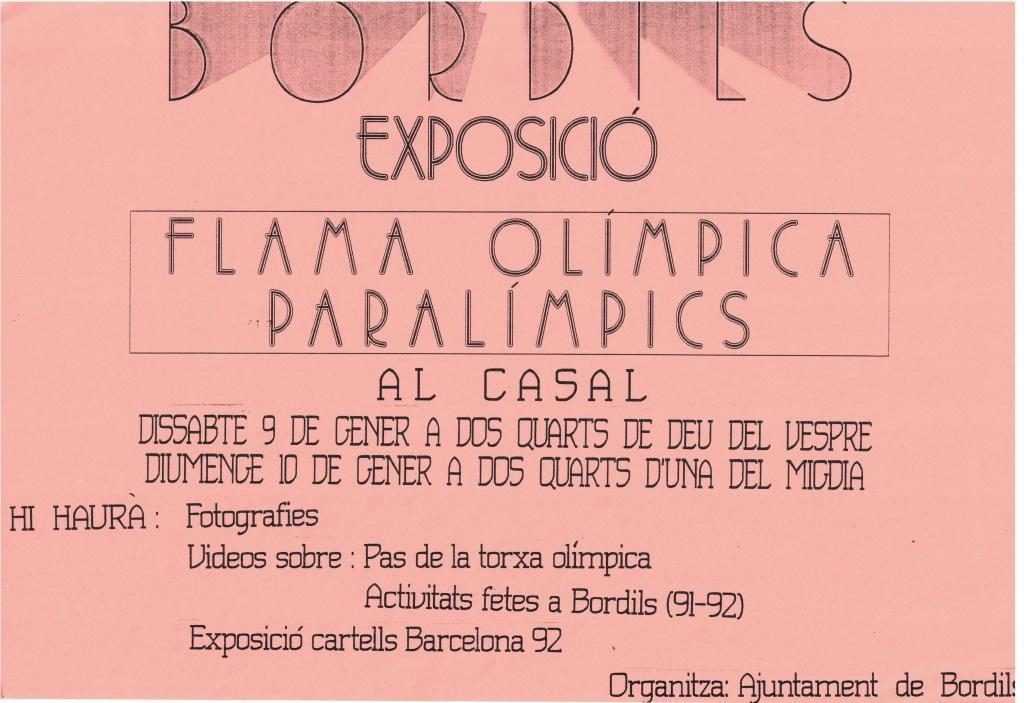 BORDILS
EXPOSICIÓ
FLAMA OLÍMPICA
PARALÍMPICS
AL CASAL
DISSABTE 9 DE GENER A DOS QUARTS DE DEU DEL VESPRE
DIUMENGE 10 DE GENER A DOS QUARTS D'UNA DEL MIGDIA
HI HAURÀ : Fotografies
Videos sobre : Pas de la torxa olímpica
Activitats fetes a Bordils (91-92)
Exposició cartells Barcelona 92
Organitza: Ajuntament de Bordils